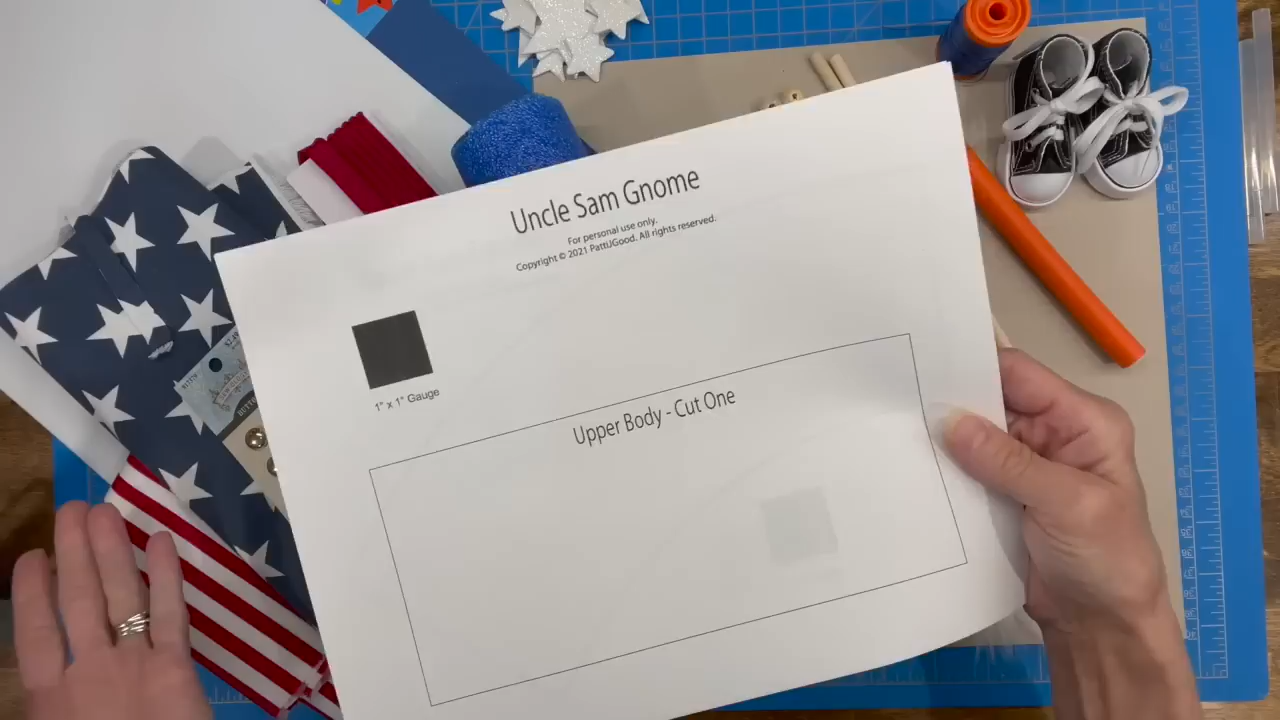 Uncle Sam Gnome
For personal use only.
Copyright © 2021 PattiJGood. All rights reserved.
1" x 1" Gauge
Upper Body - Cut One